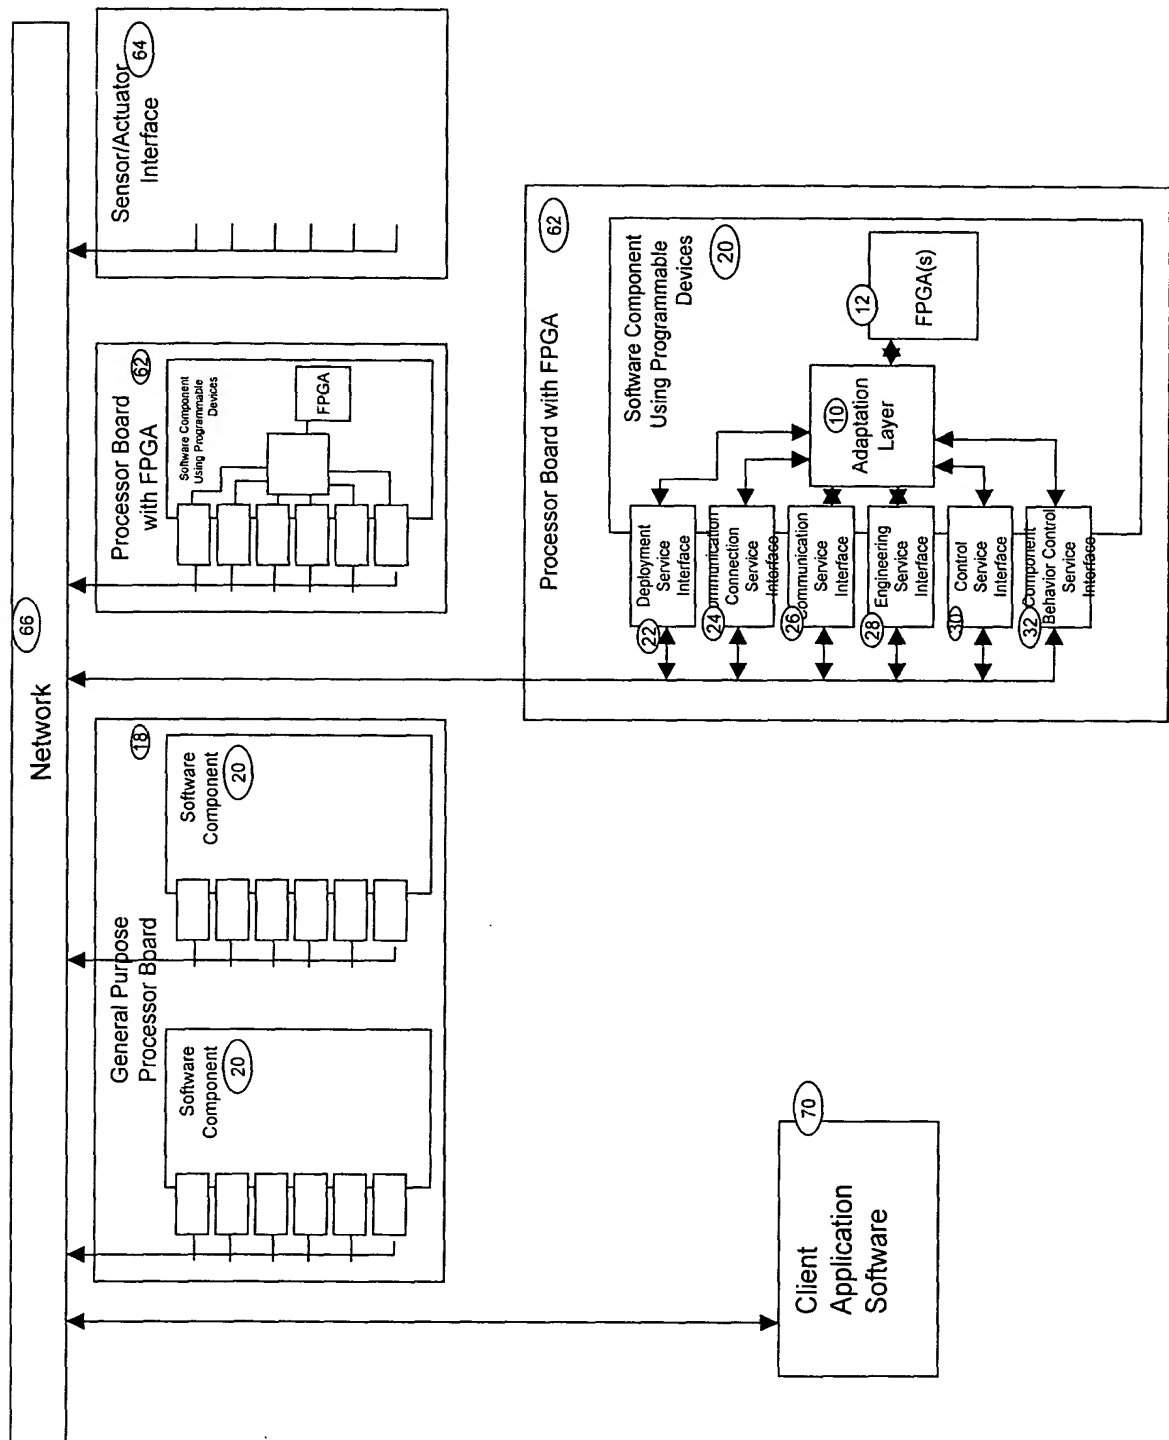 Network
66
General Purpose
Processor Board
18
Software
Component
20
Software
Component
20
Processor Board
with FPGA
62
Software Component
Using Programmable
Devices
FPGA
Sensor/Actuator
Interface
64
Client
Application
Software
70
Processor Board with FPGA
62
Software Component
Using Programmable
Devices
20
Deployment
Service
Interface
22
ommunication
Connection
Service
Interface
24
ommunication
Service
Interface
26
Engineering
Service
Interface
28
Control
Service
Interface
30
Component
Behavior Control
Service
Interface
32
10
Adaptation
Layer
12
FPGA(s)